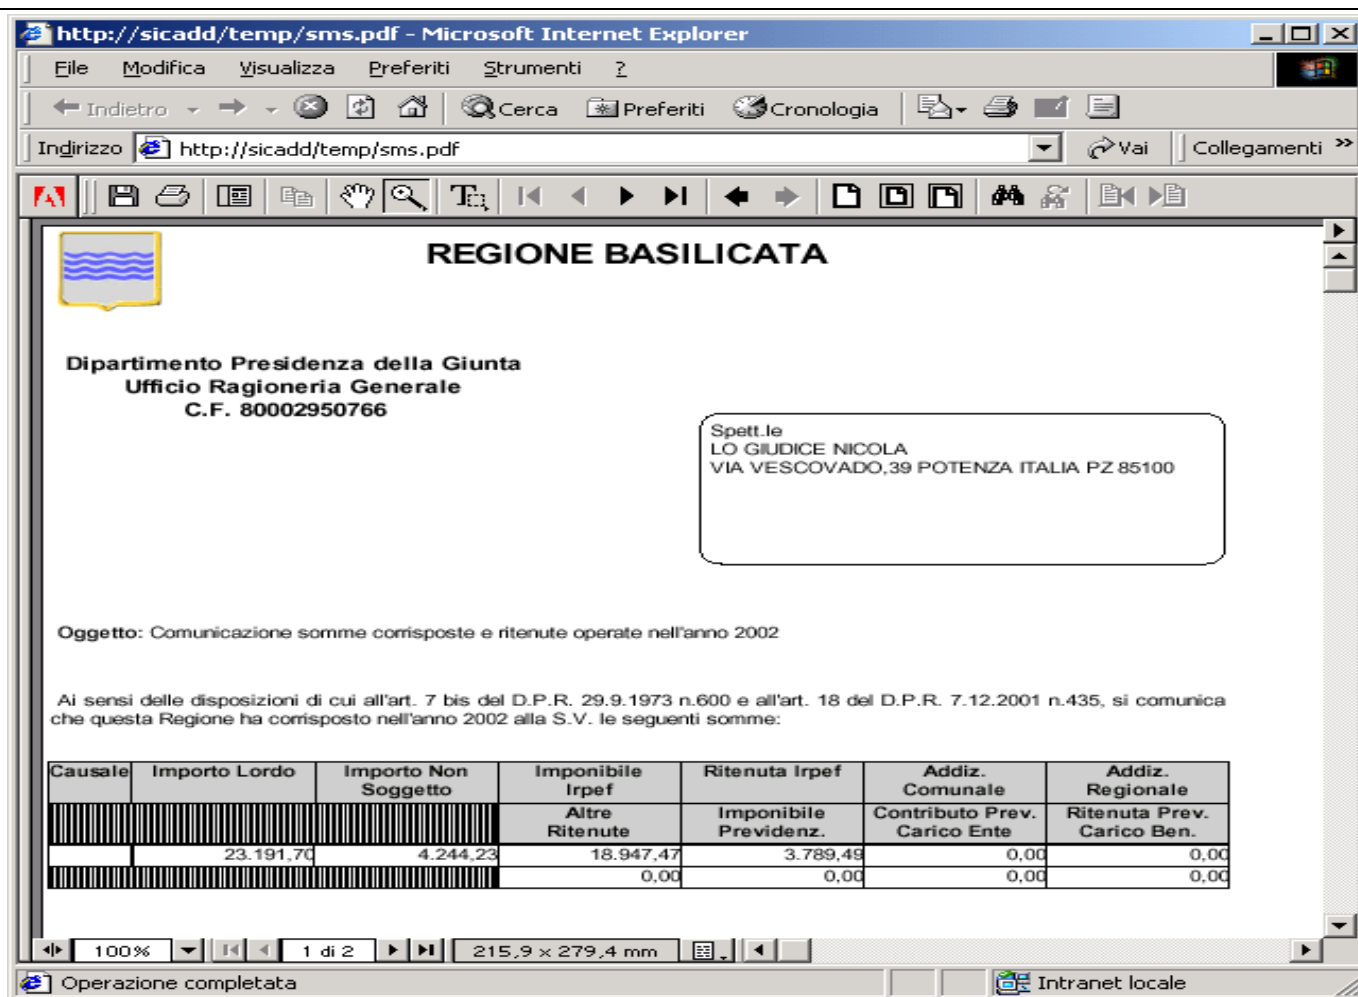 http://sicadd/temp/sms.pdf - Microsoft Internet Explorer
File Modifica Visualizza Preferiti Strumenti ?
Indietro Cerca Preferiti Cronologia
Indirizzo http://sicadd/temp/sms.pdf Vai Collegamenti »
REGIONE BASILICATA
Dipartimento Presidenza della Giunta
Ufficio Ragioneria Generale
C.F. 80002950766
Spett.le
LO GIUDICE NICOLA
VIA VESCOVADO,39 POTENZA ITALIA PZ 85100
Oggetto: Comunicazione somme corrisposte e ritenute operate nell'anno 2002
Ai sensi delle disposizioni di cui all'art. 7 bis del D.P.R. 29.9.1973 n.600 e all'art. 18 del D.P.R. 7.12.2001 n.435, si comunica
che questa Regione ha corrisposto nell'anno 2002 alla S.V. le seguenti somme:
Causale Importo Lordo Importo Non Soggetto Imponibile Irpef Ritenuta Irpef Addiz. Comunale Addiz. Regionale
Altre Ritenute Imponibile Previdenz. Contributo Prev. Carico Ente Ritenuta Prev. Carico Ben.
23.191,70 4.244,23 18.947,47 3.789,49 0,00 0,00
0,00 0,00 0,00 0,00
100% 1 di 2 215,9 x 279,4 mm
Operazione completata Intranet locale